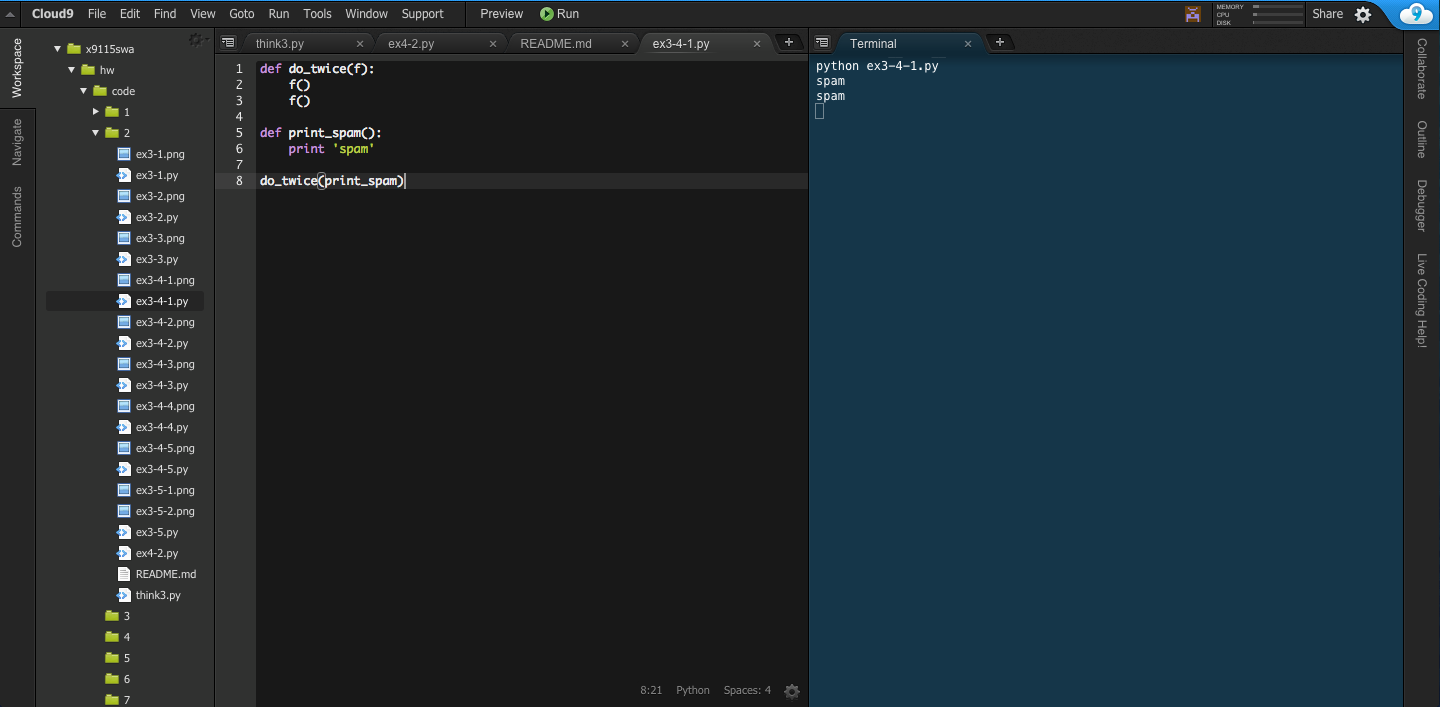 Cloud9 File Edit Find View Goto Run Tools Window Support Preview Run MEMORY CPU DISK Share 9
Workspace
Navigate
Commands
x9115swa
hw
code
1
2
ex3-1.png
ex3-1.py
ex3-2.png
ex3-2.py
ex3-3.png
ex3-3.py
ex3-4-1.png
ex3-4-1.py
ex3-4-2.png
ex3-4-2.py
ex3-4-3.png
ex3-4-3.py
ex3-4-4.png
ex3-4-4.py
ex3-4-5.png
ex3-4-5.py
ex3-5-1.png
ex3-5-2.png
ex3-5.py
ex4-2.py
README.md
think3.py
3
4
5
6
7
think3.py × ex4-2.py × README.md × ex3-4-1.py × +
1 def do_twice(f):
2     f()
3     f()
4
5 def print_spam():
6     print 'spam'
7
8 do_twice(print_spam)
8:21 Python Spaces: 4
Terminal × +
python ex3-4-1.py
spam
spam
Collaborate
Outline
Debugger
Live Coding Help!